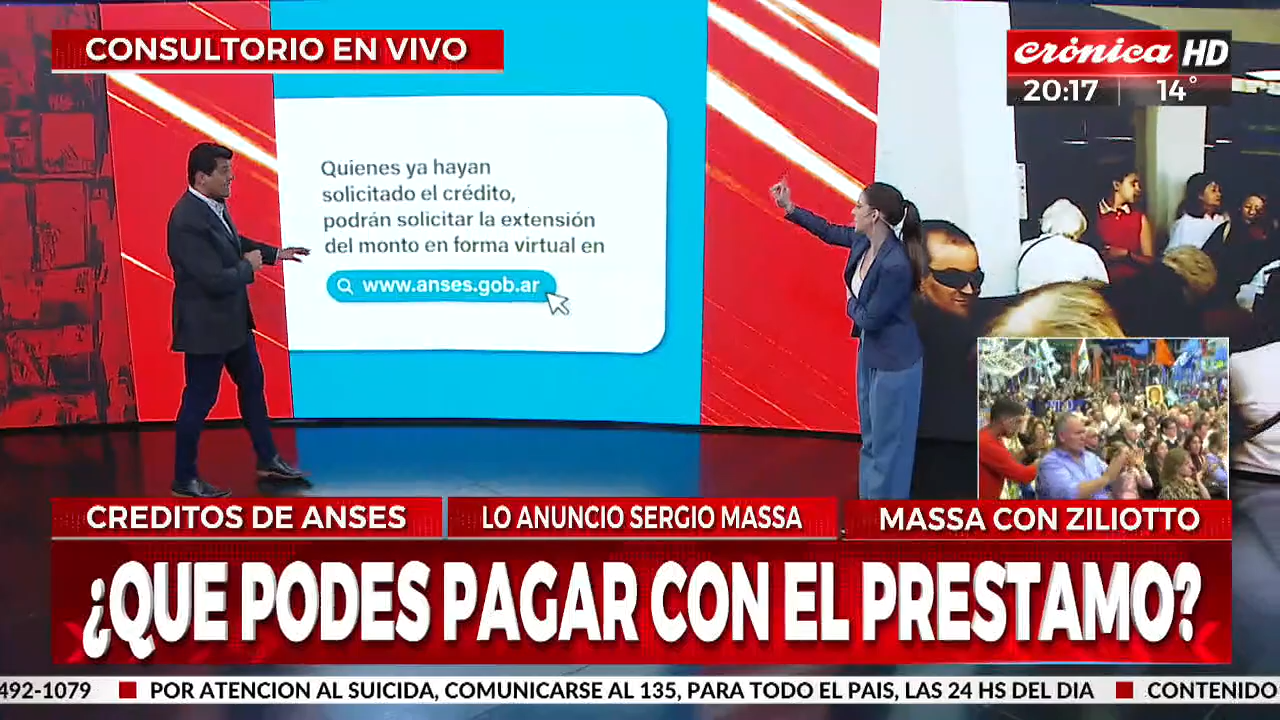 CONSULTORIO EN VIVO
crónica HD
20:17 14°
Quienes ya hayan
solicitado el crédito,
podrán solicitar la extensión
del monto en forma virtual en
www.anses.gob.ar
CREDITOS DE ANSES
LO ANUNCIO SERGIO MASSA
MASSA CON ZILIOTTO
¿QUE PODES PAGAR CON EL PRESTAMO?
492-1079 POR ATENCION AL SUICIDA, COMUNICARSE AL 135, PARA TODO EL PAIS, LAS 24 HS DEL DIA CONTENIDO